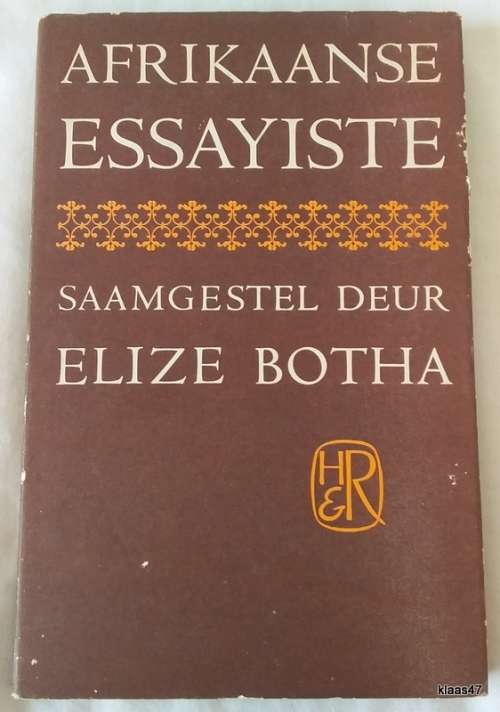 AFRIKAANSE
ESSAYISTE
SAAMGESTEL DEUR
ELIZE BOTHA
H
&R
klaas47